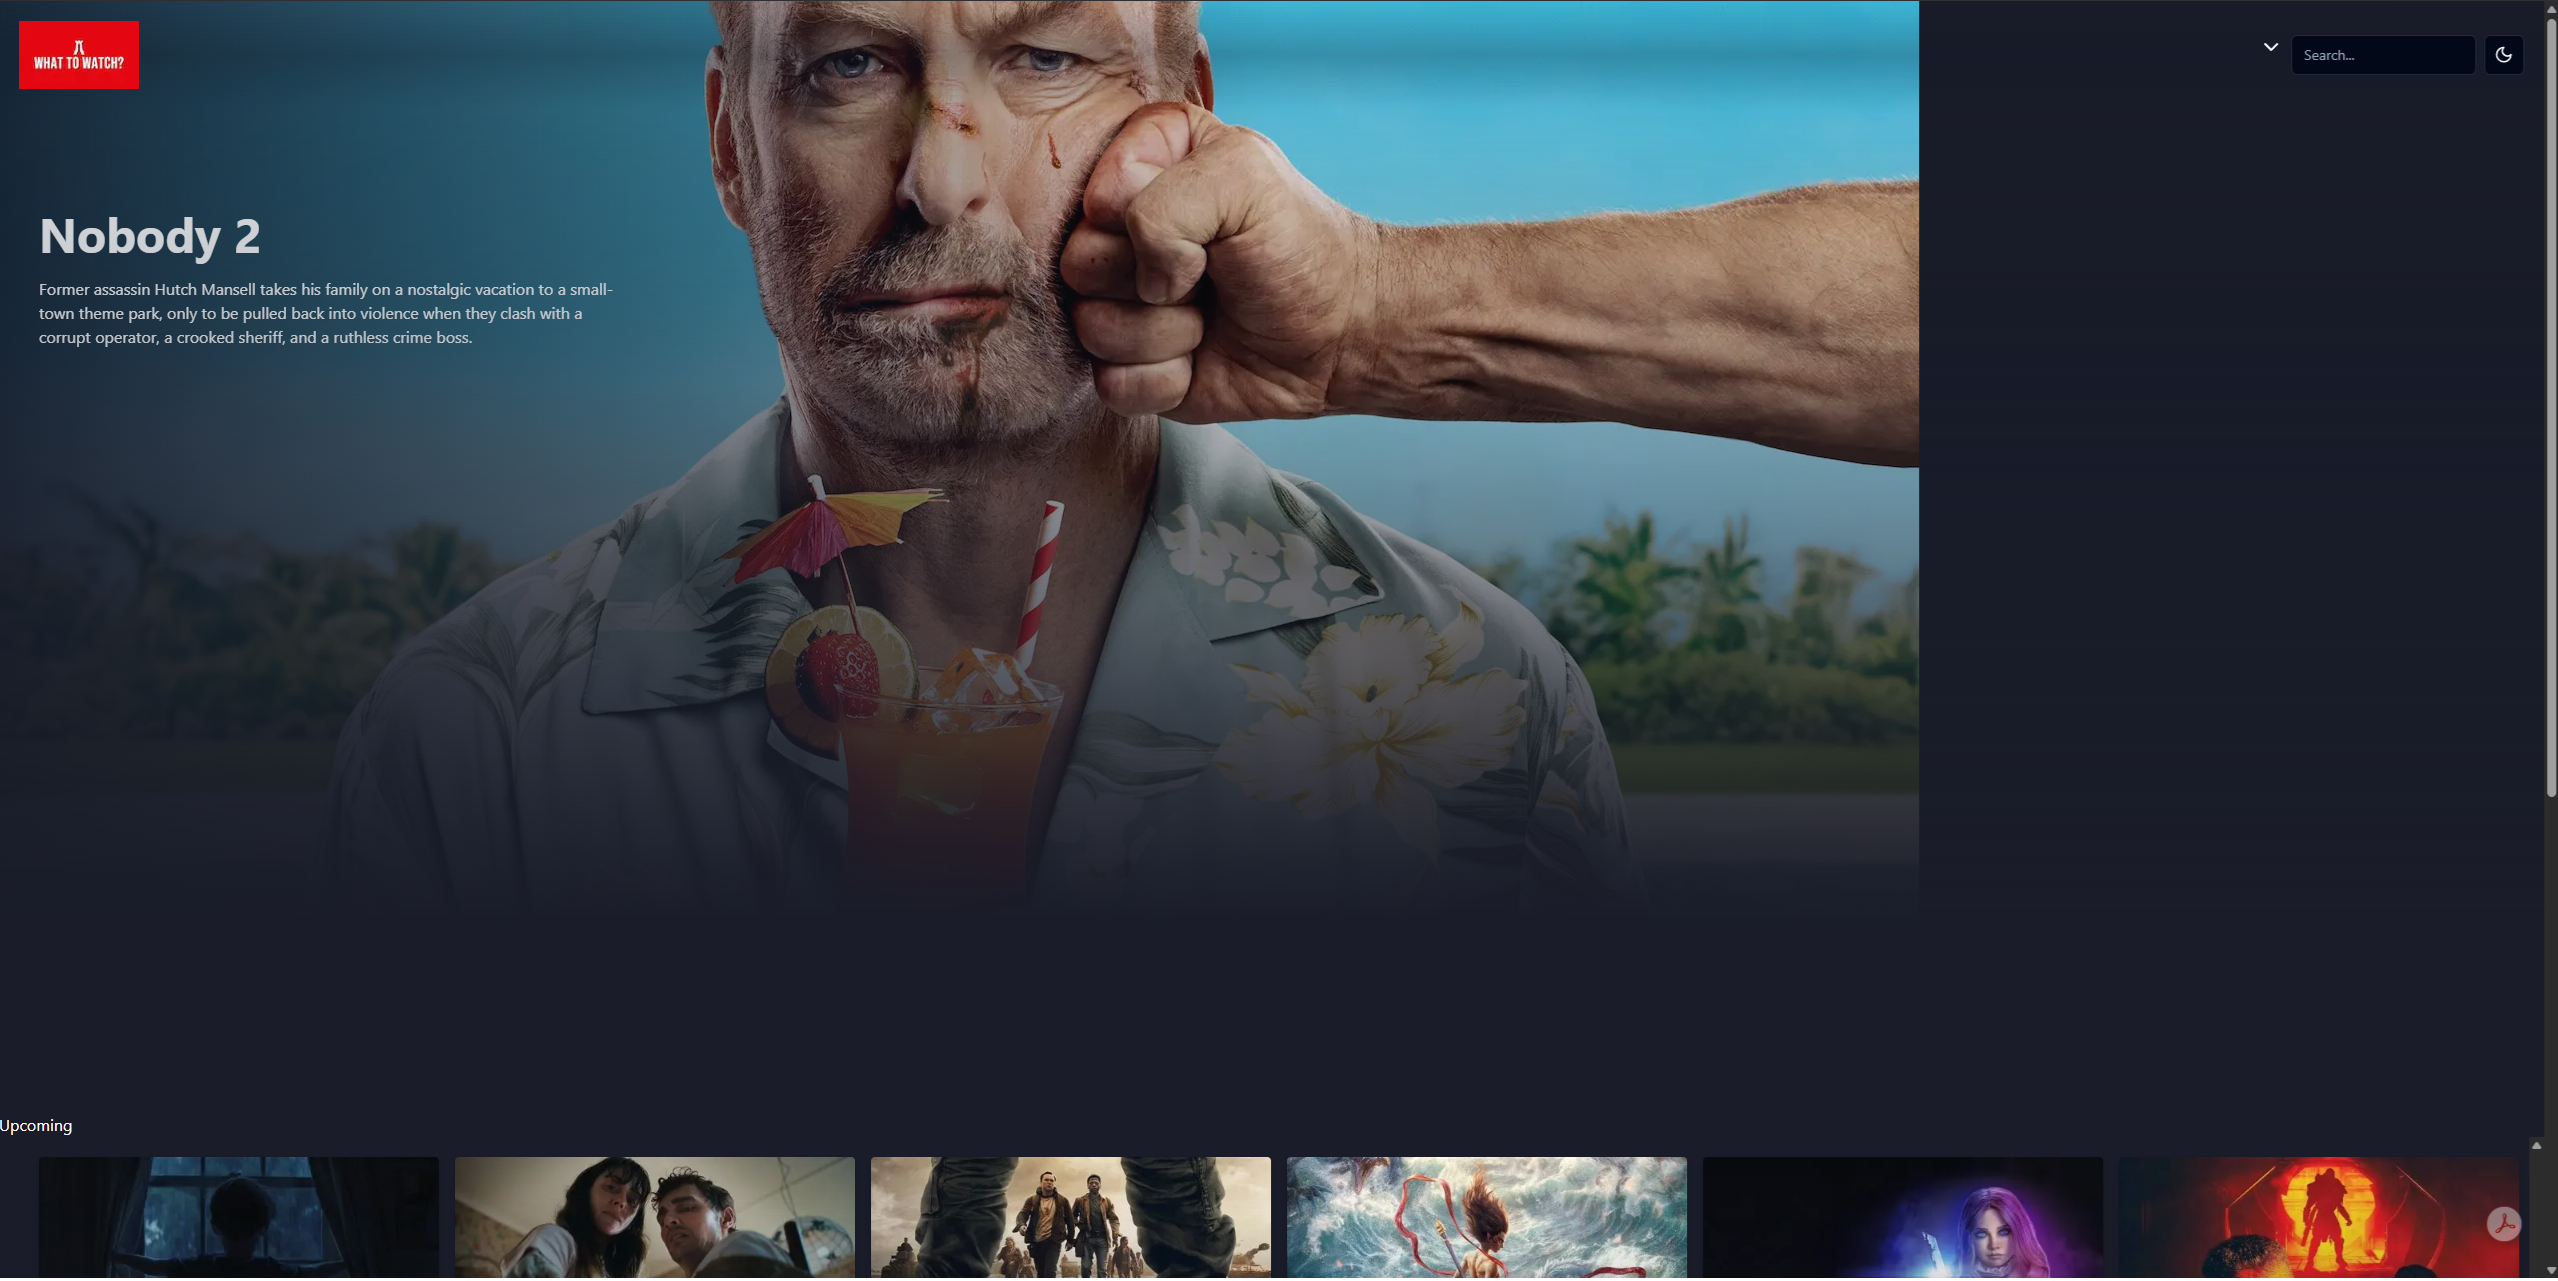 WHAT TO WATCH?
Search...
Nobody 2
Former assassin Hutch Mansell takes his family on a nostalgic vacation to a small-
town theme park, only to be pulled back into violence when they clash with a
corrupt operator, a crooked sheriff, and a ruthless crime boss.
Upcoming